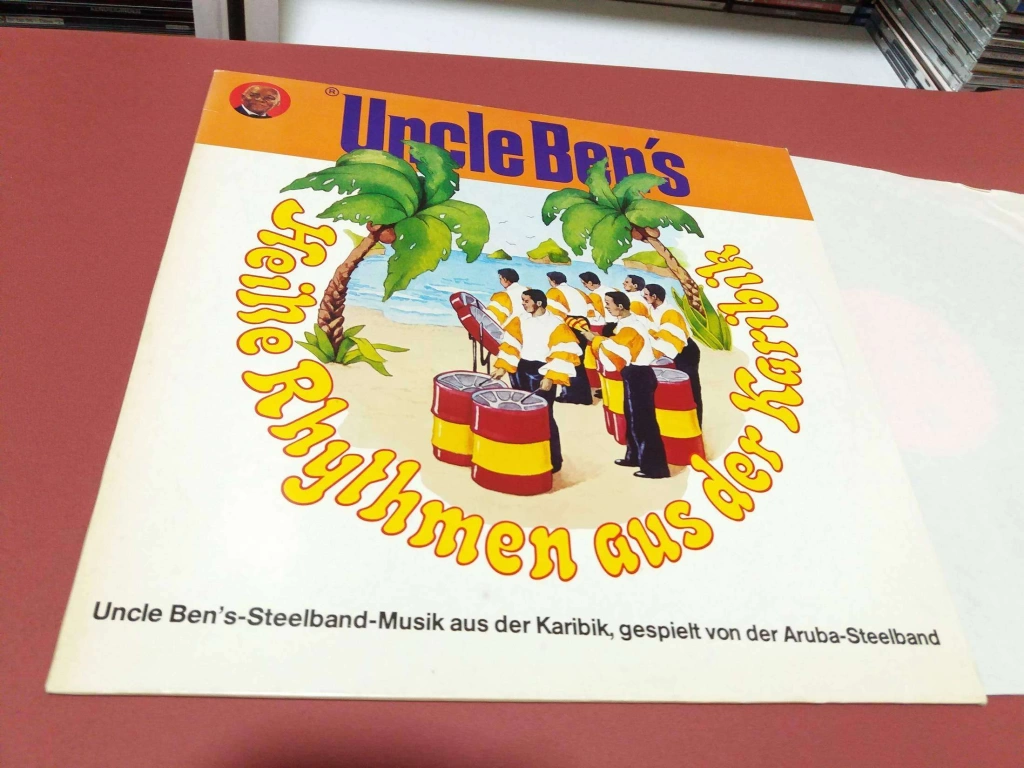 ® Uncle Ben's
Heiße Rhythmen aus der Karibik
Uncle Ben's-Steelband-Musik aus der Karibik, gespielt von der Aruba-Steelband